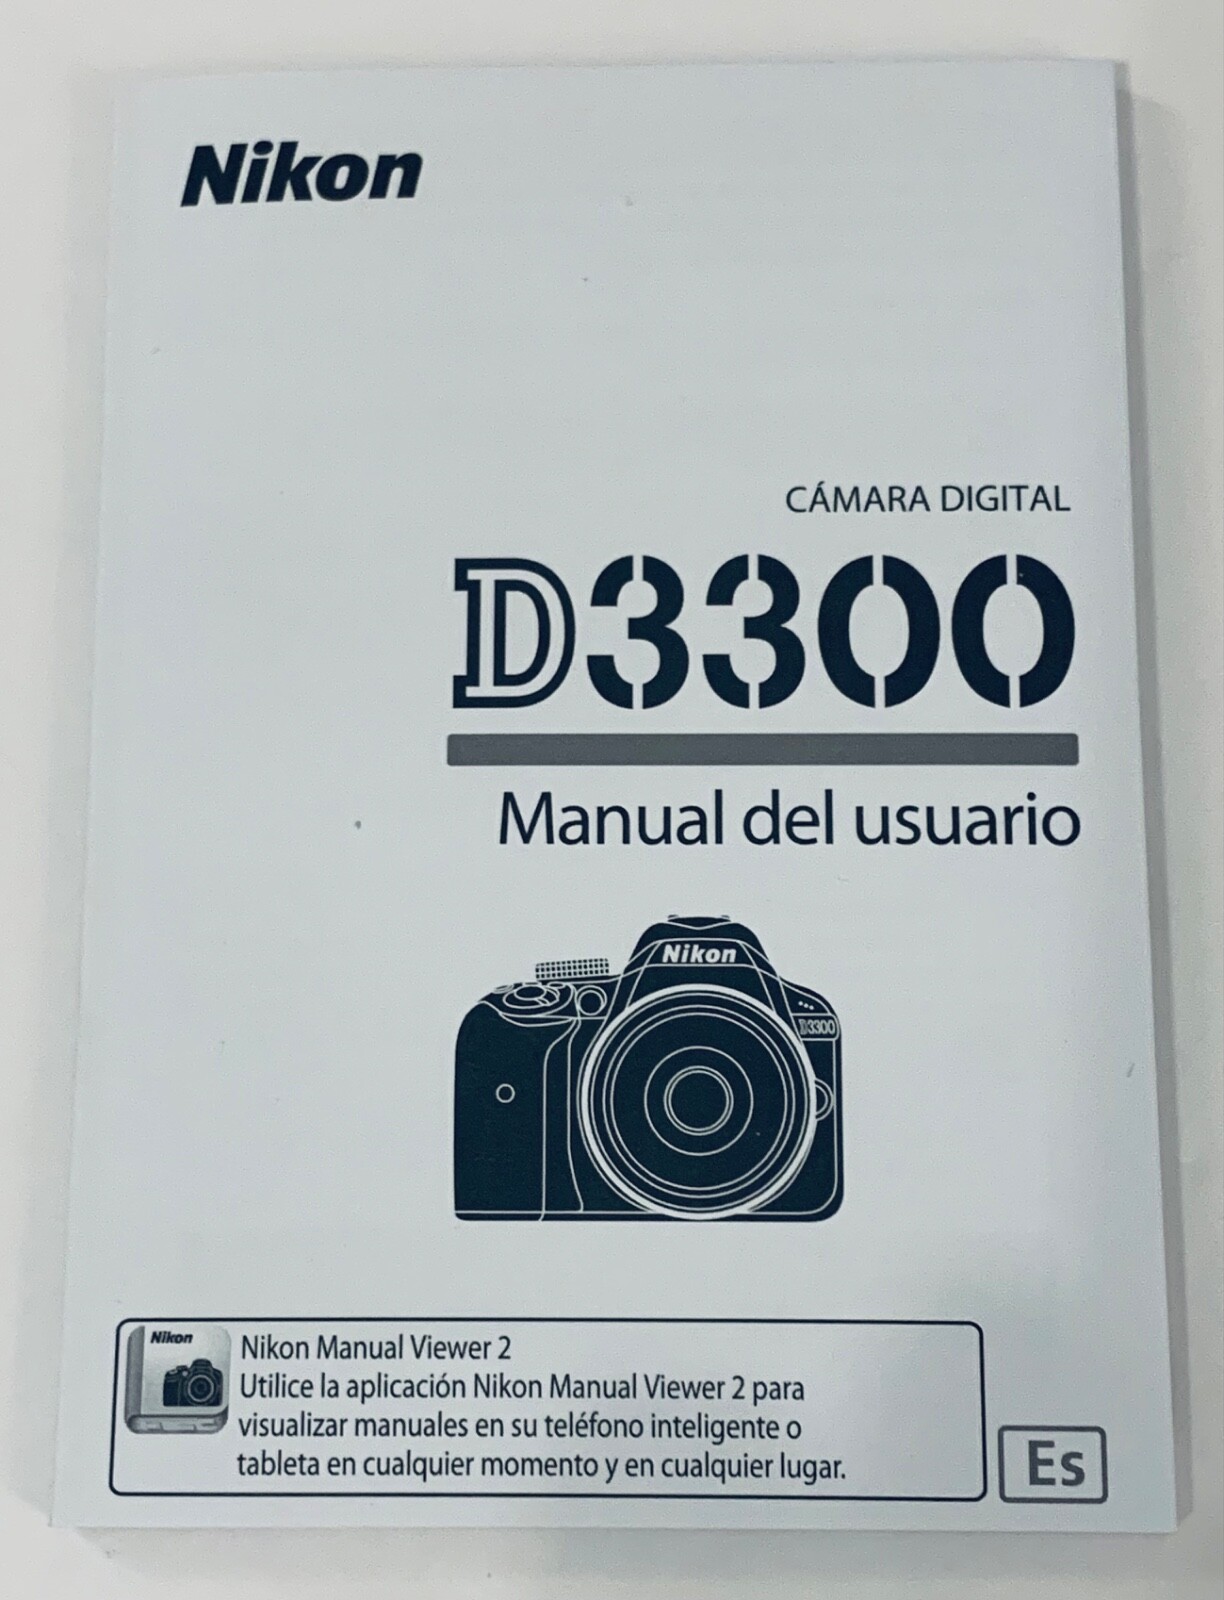 Nikon
CÁMARA DIGITAL
D3300
Manual del usuario
Nikon
D3300
Nikon
Nikon Manual Viewer 2
Utilice la aplicación Nikon Manual Viewer 2 para
visualizar manuales en su teléfono inteligente o
tableta en cualquier momento y en cualquier lugar.
Es